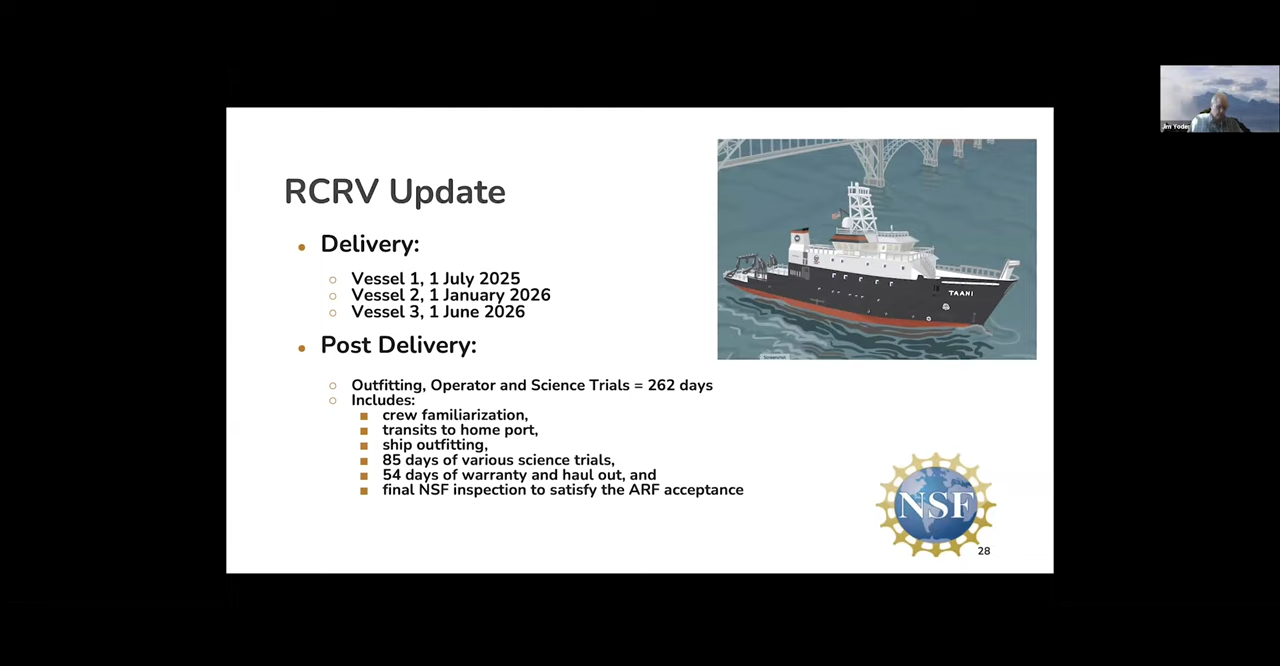 RCRV Update
• Delivery:
○ Vessel 1, 1 July 2025
○ Vessel 2, 1 January 2026
○ Vessel 3, 1 June 2026
• Post Delivery:
○ Outfitting, Operator and Science Trials = 262 days
○ Includes:
■ crew familiarization,
■ transits to home port,
■ ship outfitting,
■ 85 days of various science trials,
■ 54 days of warranty and haul out, and
■ final NSF inspection to satisfy the ARF acceptance
TAANI
NSF
28
Jim Yoder